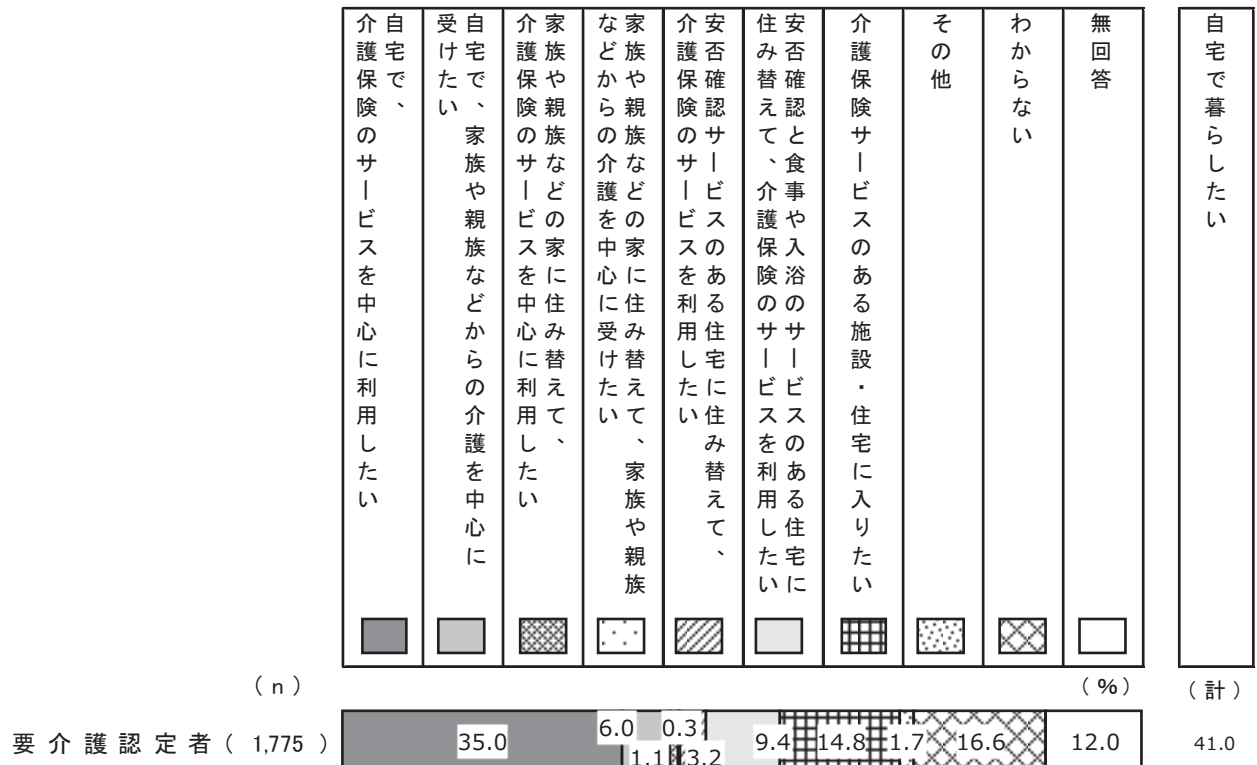 自宅で、
介護保険のサービスを中心に利用したい
自宅で、家族や親族などからの介護を中心に
受けたい
家族や親族などの家に住み替えて、
介護保険のサービスを中心に利用したい
家族や親族などの家に住み替えて、家族や親族
などからの介護を中心に受けたい
安否確認サービスのある住宅に住み替えて、
介護保険のサービスを利用したい
安否確認と食事や入浴のサービスのある住宅に
住み替えて、介護保険のサービスを利用したい
介護保険サービスのある施設・住宅に入りたい
その他
わからない
無回答
自宅で暮らしたい
(n)
(%)
(計)
要介護認定者(1,775)
35.0
6.0
1.1
0.3
3.2
9.4
14.8
1.7
16.6
12.0
41.0